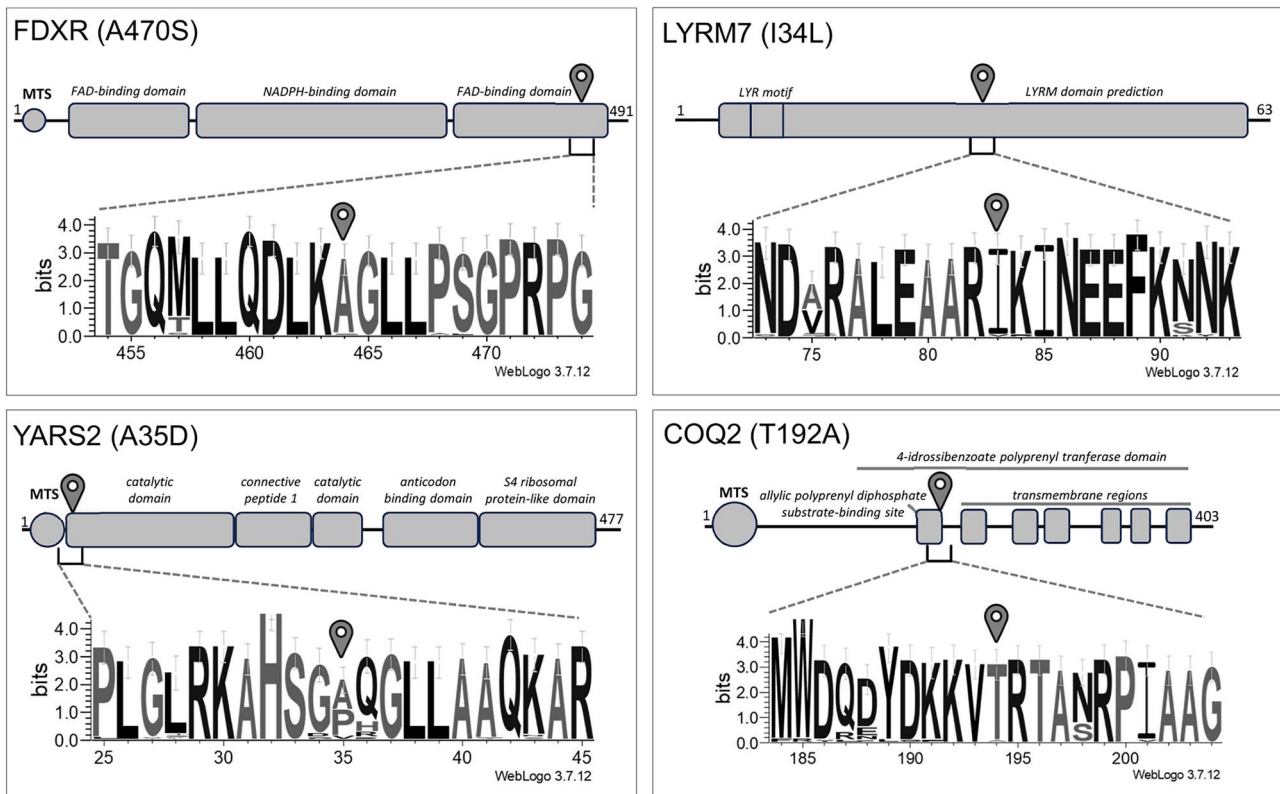 FDXR (A470S)
MTS
FAD-binding domain
NADPH-binding domain
FAD-binding domain
1
491
bits
4.0
3.0
2.0
1.0
0.0
TGQMLLQDLKAGLLPSGPRPG
T
455
460
465
470
WebLogo 3.7.12
LYRM7 (I34L)
LYR motif
LYRM domain prediction
1
63
bits
4.0
3.0
2.0
1.0
0.0
NDARALEAARIKINEEFKNNK
V
S
75
80
85
90
WebLogo 3.7.12
YARS2 (A35D)
MTS
catalytic
domain
connective
peptide 1
catalytic
domain
anticodon
binding domain
S4 ribosomal
protein-like domain
1
477
bits
4.0
3.0
2.0
1.0
0.0
PLGLRKAHSGAQGLLAAQKAR
P
H
R
25
30
35
40
45
WebLogo 3.7.12
COQ2 (T192A)
4-idrossibenzoate polyprenyl tranferase domain
MTS
allylic polyprenyl diphosphate
substrate-binding site
transmembrane regions
1
403
bits
4.0
3.0
2.0
1.0
0.0
MWDQDYDKKVTRTANRPIAAG
R
E
N
S
185
190
195
200
WebLogo 3.7.12